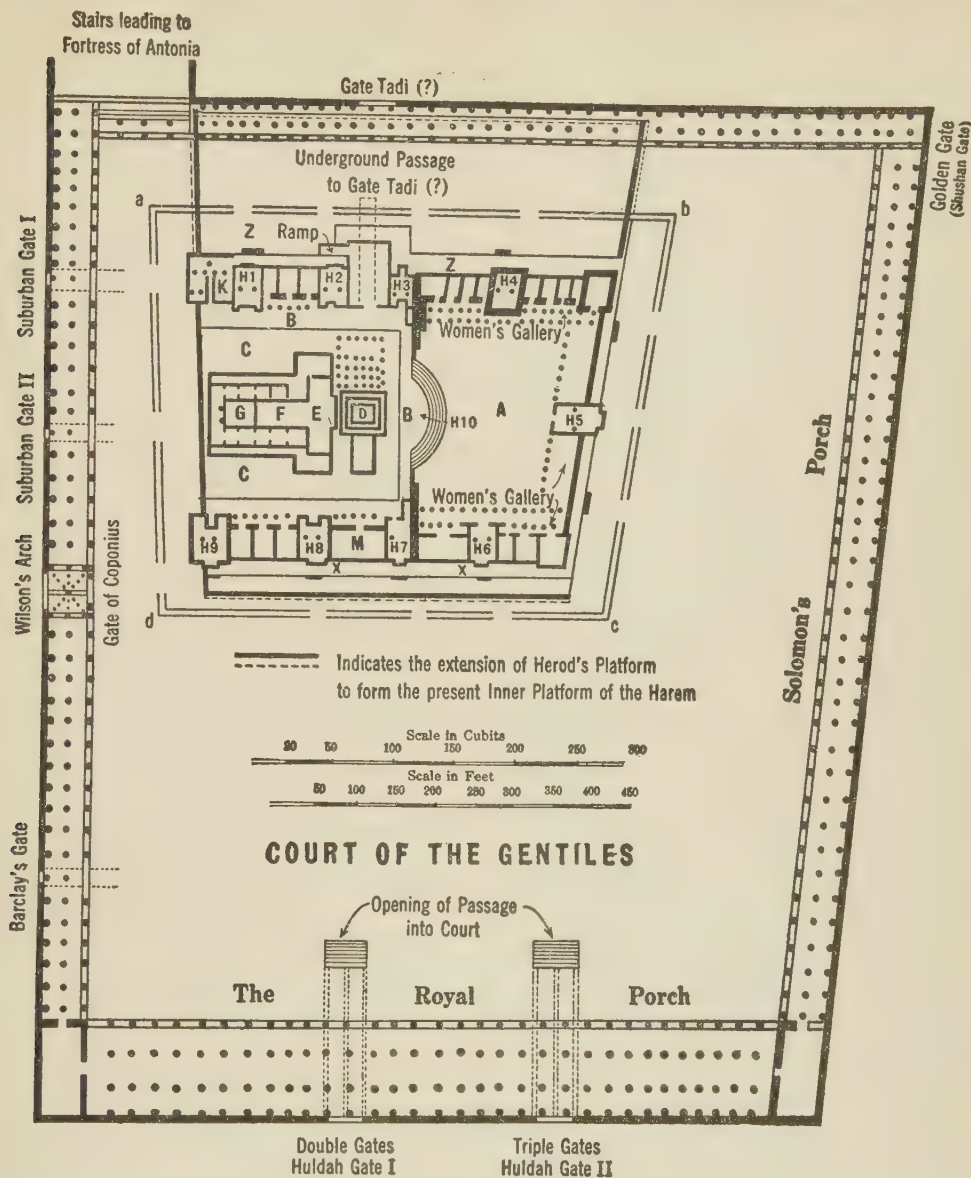 Stairs leading to
Fortress of Antonia
Gate Tadi (?)
Golden Gate
(Shushan Gate)
Underground Passage
to Gate Tadi (?)
a
b
Z
Ramp
Z
K
H1
H2
H3
H4
B
Women's Gallery
Suburban Gate I
C
G
F
E
D
B
H10
A
H5
Suburban Gate II
C
Women's Gallery
Porch
H9
H8
M
H7
H6
X
X
Wilson's Arch
Gate of Coponius
d
c
Solomon's
Indicates the extension of Herod's Platform
to form the present Inner Platform of the Harem
Scale in Cubits
20 50 100 150 200 250 300
Scale in Feet
50 100 150 200 250 300 350 400 450
COURT OF THE GENTILES
Barclay's Gate
Opening of Passage
into Court
The Royal Porch
Double Gates
Huldah Gate I
Triple Gates
Huldah Gate II